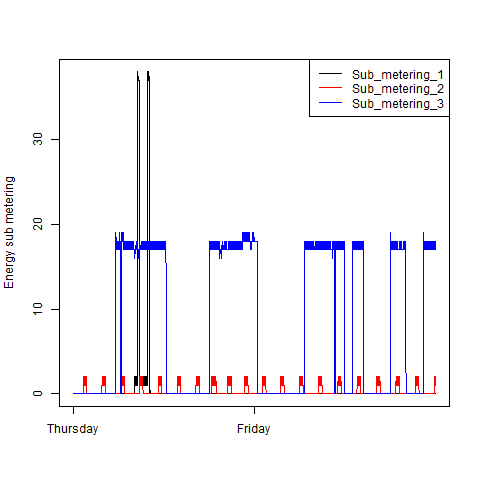 Sub_metering_1
Sub_metering_2
Sub_metering_3
Energy sub metering
30
20
10
0
Thursday Friday